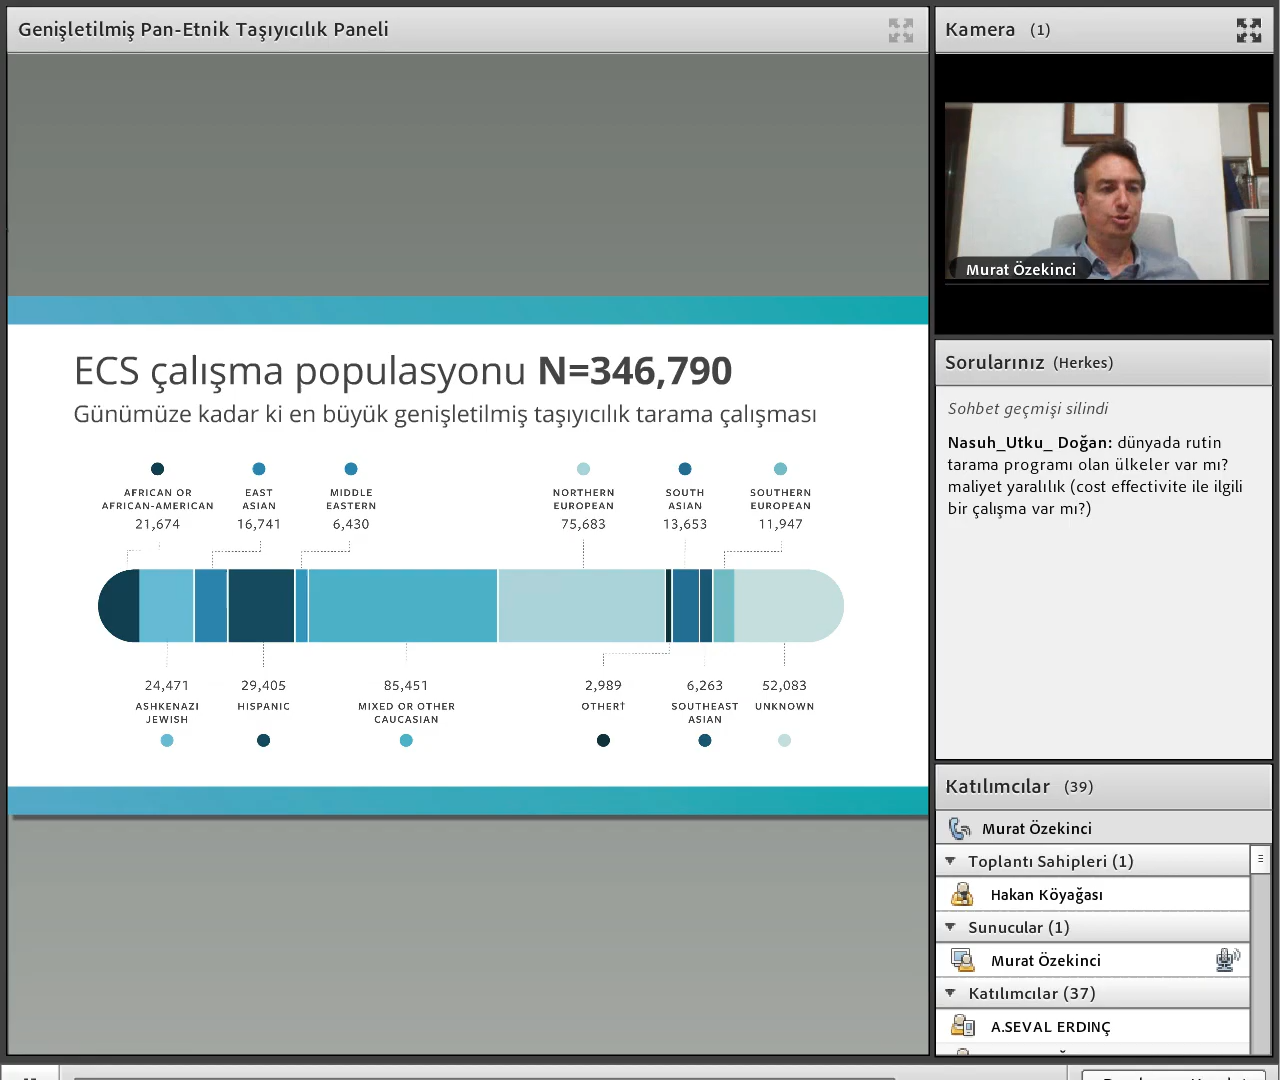 Genişletilmiş Pan-Etnik Taşıyıcılık Paneli
ECS çalışma populasyonu N=346,790
Günümüze kadar ki en büyük genişletilmiş taşıyıcılık tarama çalışması
AFRICAN OR
AFRICAN-AMERICAN
21,674
EAST
ASIAN
16,741
MIDDLE
EASTERN
6,430
NORTHERN
EUROPEAN
75,683
SOUTH
ASIAN
13,653
SOUTHERN
EUROPEAN
11,947
24,471
ASHKENAZI
JEWISH
29,405
HISPANIC
85,451
MIXED OR OTHER
CAUCASIAN
2,989
OTHER†
6,263
SOUTHEAST
ASIAN
52,083
UNKNOWN
Kamera (1)
Murat Özekinci
Sorularınız (Herkes)
Sohbet geçmişi silindi
Nasuh_Utku_ Doğan: dünyada rutin
tarama programı olan ülkeler var mı?
maliyet yaralılık (cost effectivite ile ilgili
bir çalışma var mı?)
Katılımcılar (39)
Murat Özekinci
Toplantı Sahipleri (1)
Hakan Köyağası
Sunucular (1)
Murat Özekinci
Katılımcılar (37)
A.SEVAL ERDINÇ